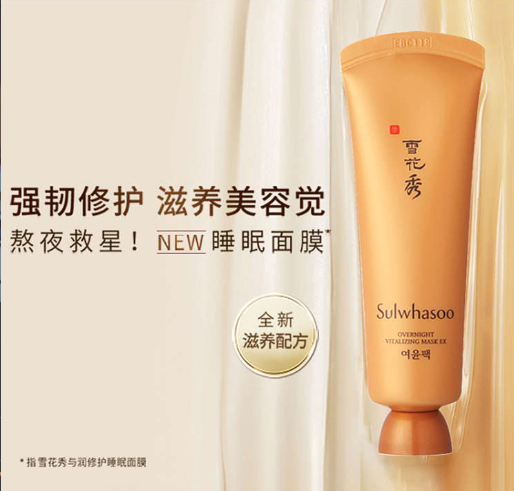 强韧修护 滋养美容觉
熬夜救星！ NEW 睡眠面膜*
全新
滋养配方
*指雪花秀与润修护睡眠面膜
雪花秀
Sulwhasoo
OVERNIGHT
VITALIZING MASK EX
여윤팩